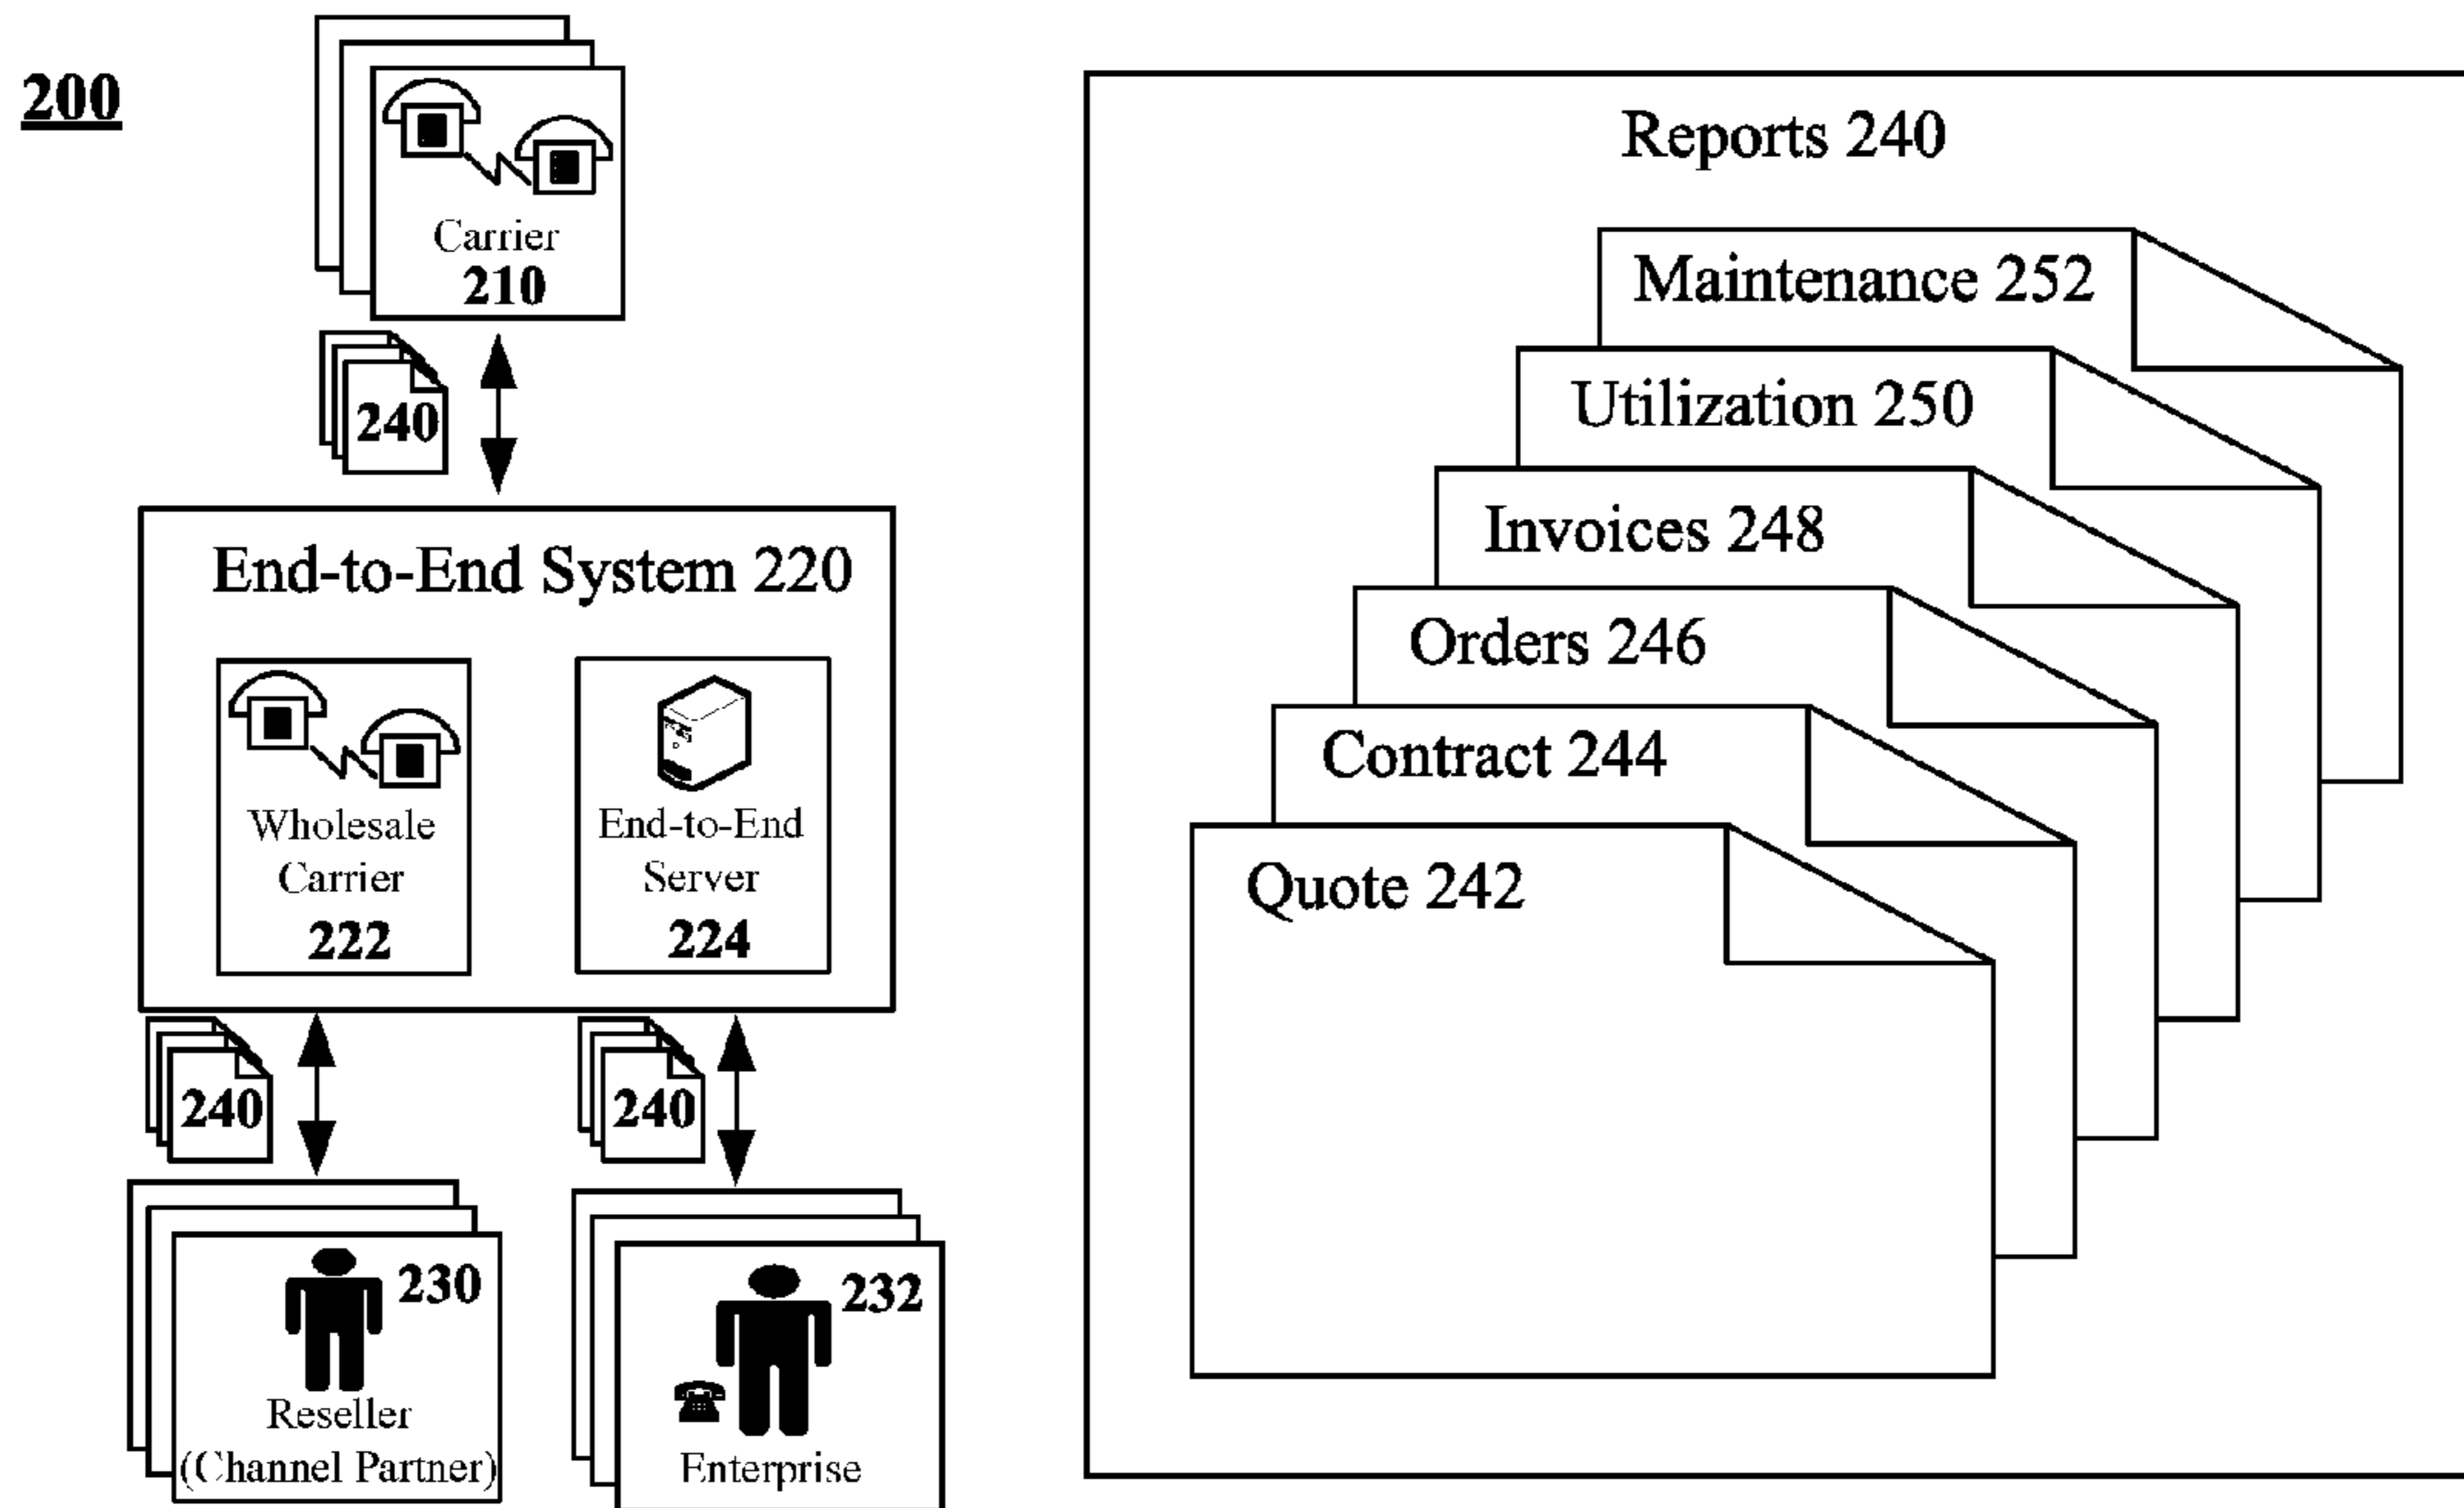 200
Carrier
210
240
End-to-End System 220
Wholesale
Carrier
222
End-to-End
Server
224
240
240
230
Reseller
(Channel Partner)
232
Enterprise
Reports 240
Maintenance 252
Utilization 250
Invoices 248
Orders 246
Contract 244
Quote 242